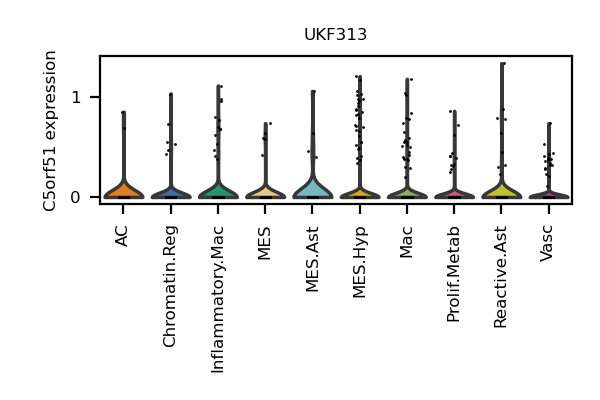 UKF313
C5orf51 expression
1
0
AC
Chromatin.Reg
Inflammatory.Mac
MES
MES.Ast
MES.Hyp
Mac
Prolif.Metab
Reactive.Ast
Vasc